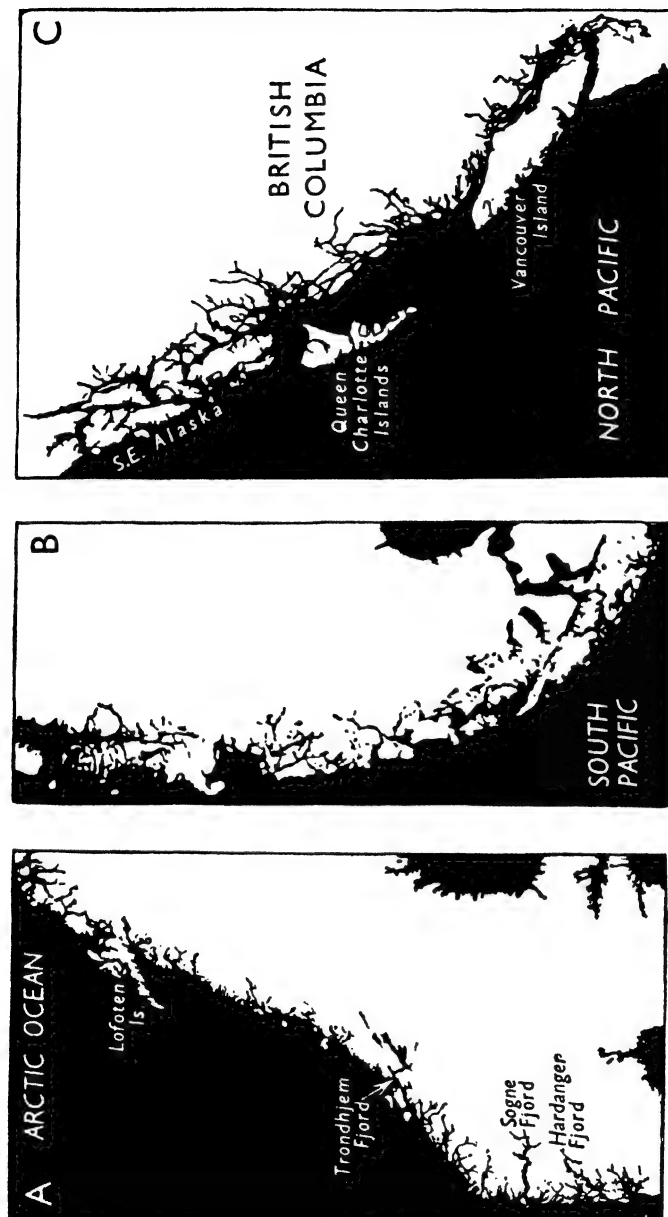 A
ARCTIC OCEAN
Lofoten
Is.
Trondhjem
Fjord
Sogne
Fjord
Hardanger
Fjord
B
SOUTH
PACIFIC
C
BRITISH
COLUMBIA
S.E. Alaska
Queen
Charlotte
Islands
Vancouver
Island
NORTH PACIFIC